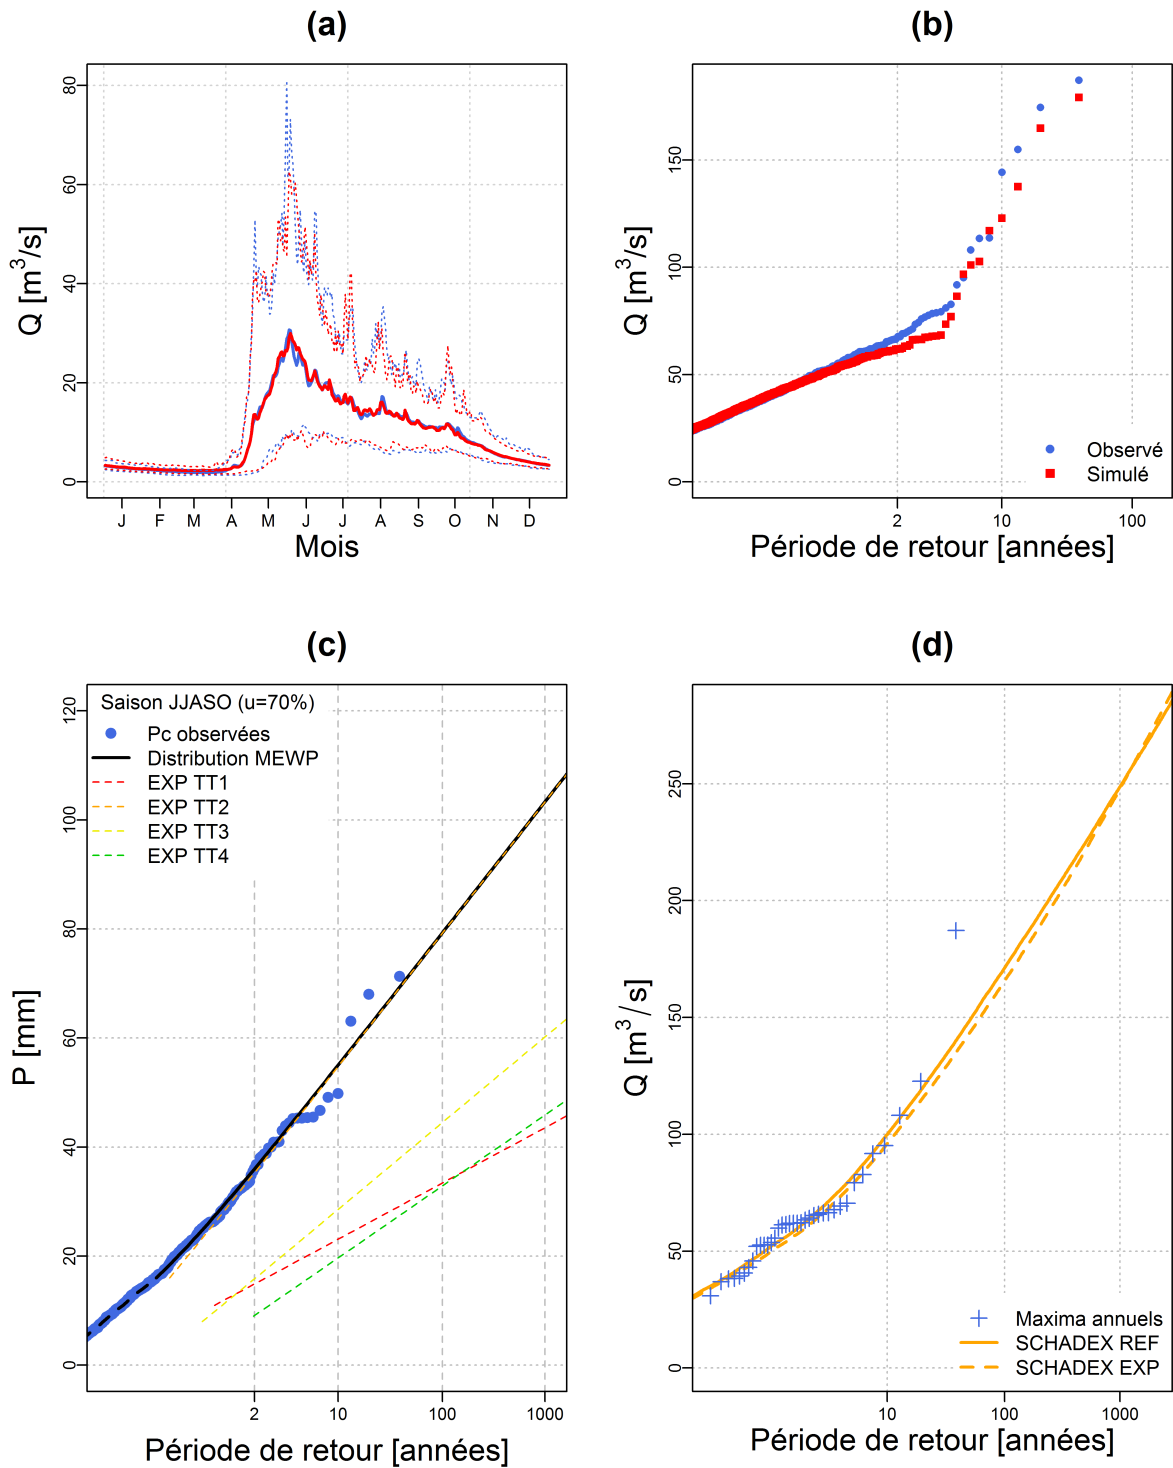 (a)
80
60
40
20
0
Q [m³/s]
J F M A M J J A S O N D
Mois
(b)
150
100
50
0
Q [m³/s]
Observé
Simulé
2 10 100
Période de retour [années]
(c)
Saison JJASO (u=70%)
Pc observées
Distribution MEWP
EXP TT1
EXP TT2
EXP TT3
EXP TT4
120
100
80
60
40
20
0
P [mm]
2 10 100 1000
Période de retour [années]
(d)
250
200
150
100
50
0
Q [m³/s]
Maxima annuels
SCHADEX REF
SCHADEX EXP
10 100 1000
Période de retour [années]